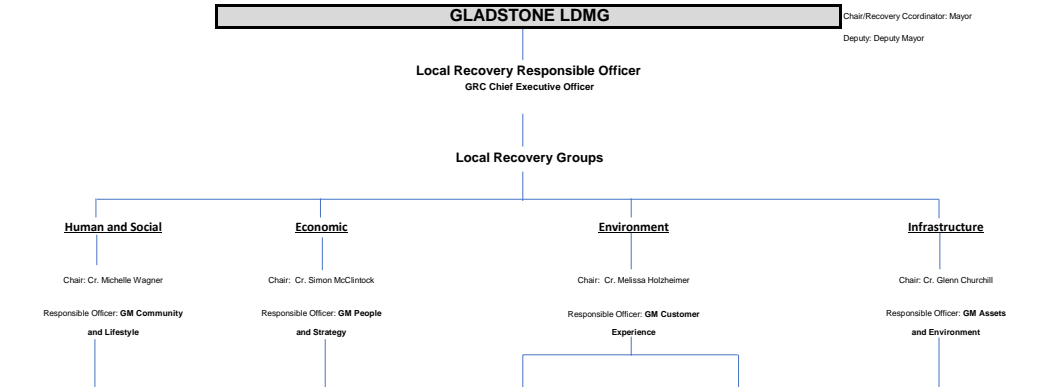 GLADSTONE LDMG
Chair/Recovery Ccordinator: Mayor
Deputy: Deputy Mayor
Local Recovery Responsible Officer
GRC Chief Executive Officer
Local Recovery Groups
Human and Social
Economic
Environment
Infrastructure
Chair: Cr. Michelle Wagner
Chair: Cr. Simon McClintock
Chair: Cr. Melissa Holzheimer
Chair: Cr. Glenn Churchill
Responsible Officer: GM Community
and Lifestyle
Responsible Officer: GM People
and Strategy
Responsible Officer: GM Customer
Experience
Responsible Officer: GM Assets
and Environment